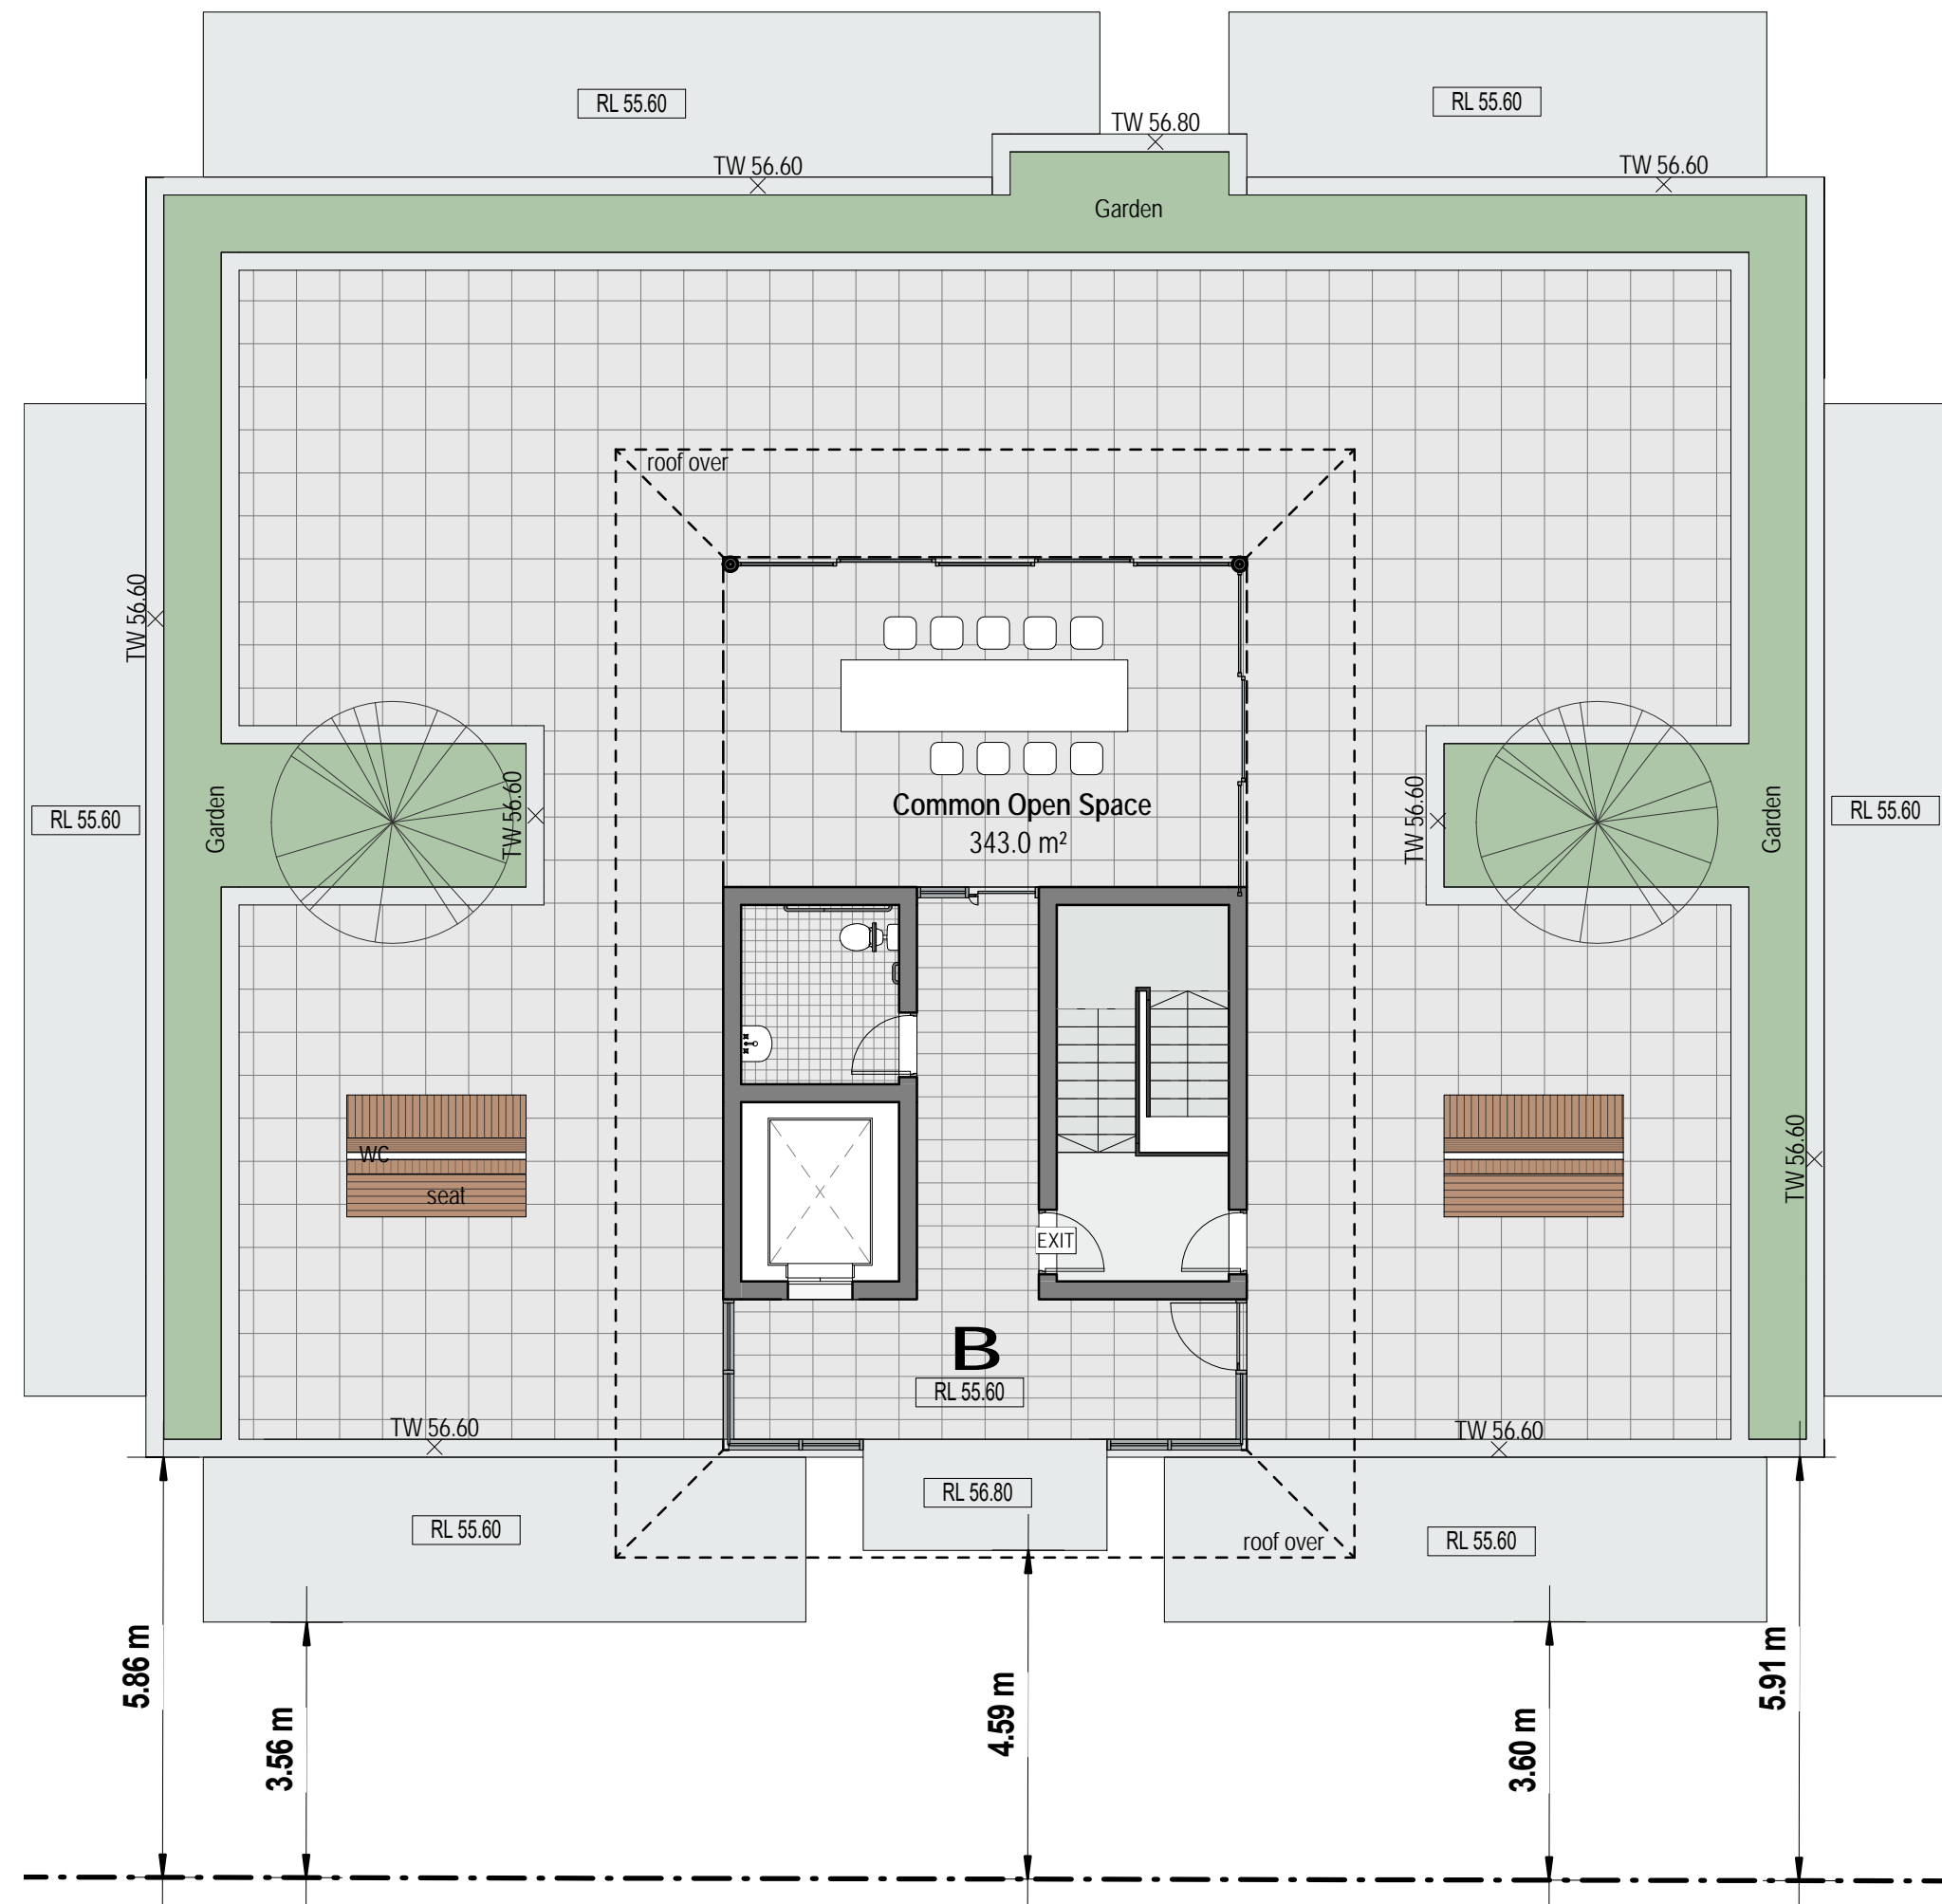 RL 55.60
RL 55.60
TW 56.80
TW 56.60
TW 56.60
Garden
roof over
TW 56.60
TW 56.60
TW 56.60
Garden
Garden
RL 55.60
RL 55.60
Common Open Space
343.0 m²
WC
seat
TW 56.60
EXIT
B
RL 55.60
TW 56.60
TW 56.60
RL 56.80
RL 55.60
RL 55.60
roof over
5.86 m
3.56 m
4.59 m
3.60 m
5.91 m